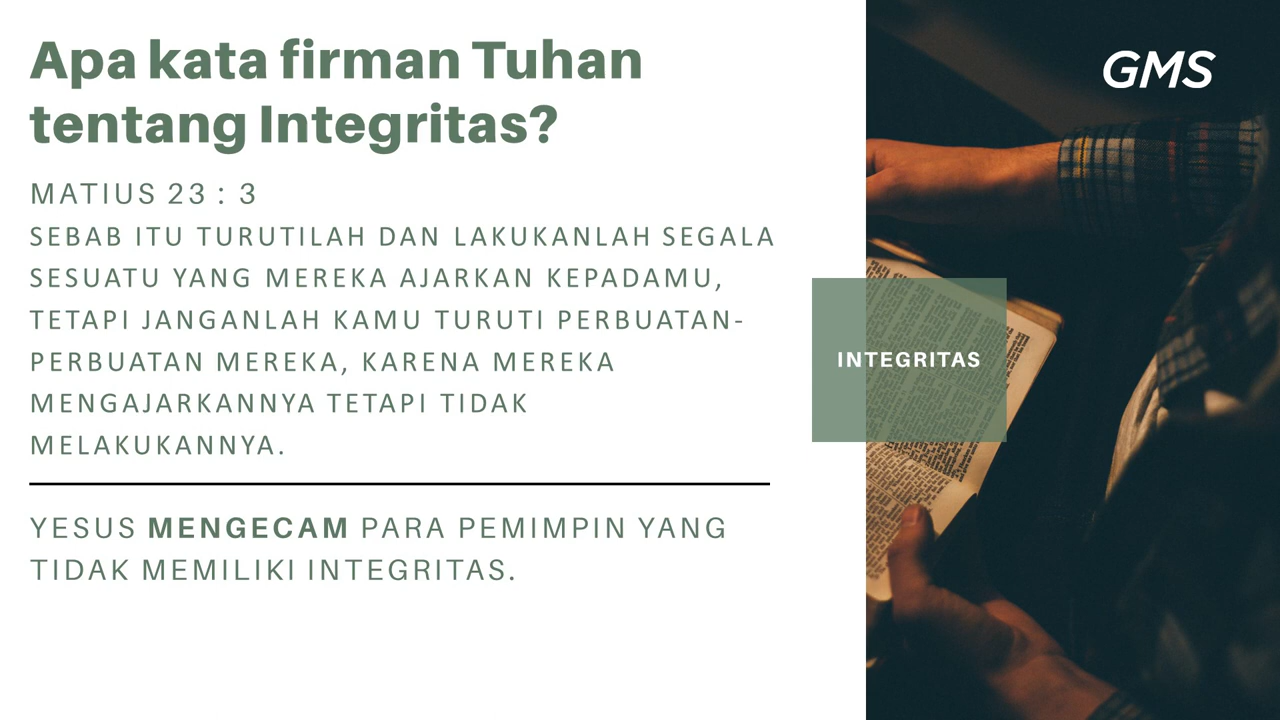 Apa kata firman Tuhan
tentang Integritas?
MATIUS 23 : 3
SEBAB ITU TURUTILAH DAN LAKUKANLAH SEGALA
SESUATU YANG MEREKA AJARKAN KEPADAMU,
TETAPI JANGANLAH KAMU TURUTI PERBUATAN-
PERBUATAN MEREKA, KARENA MEREKA
MENGAJARKANNYA TETAPI TIDAK
MELAKUKANNYA.
YESUS MENGECAM PARA PEMIMPIN YANG
TIDAK MEMILIKI INTEGRITAS.
INTEGRITAS
GMS